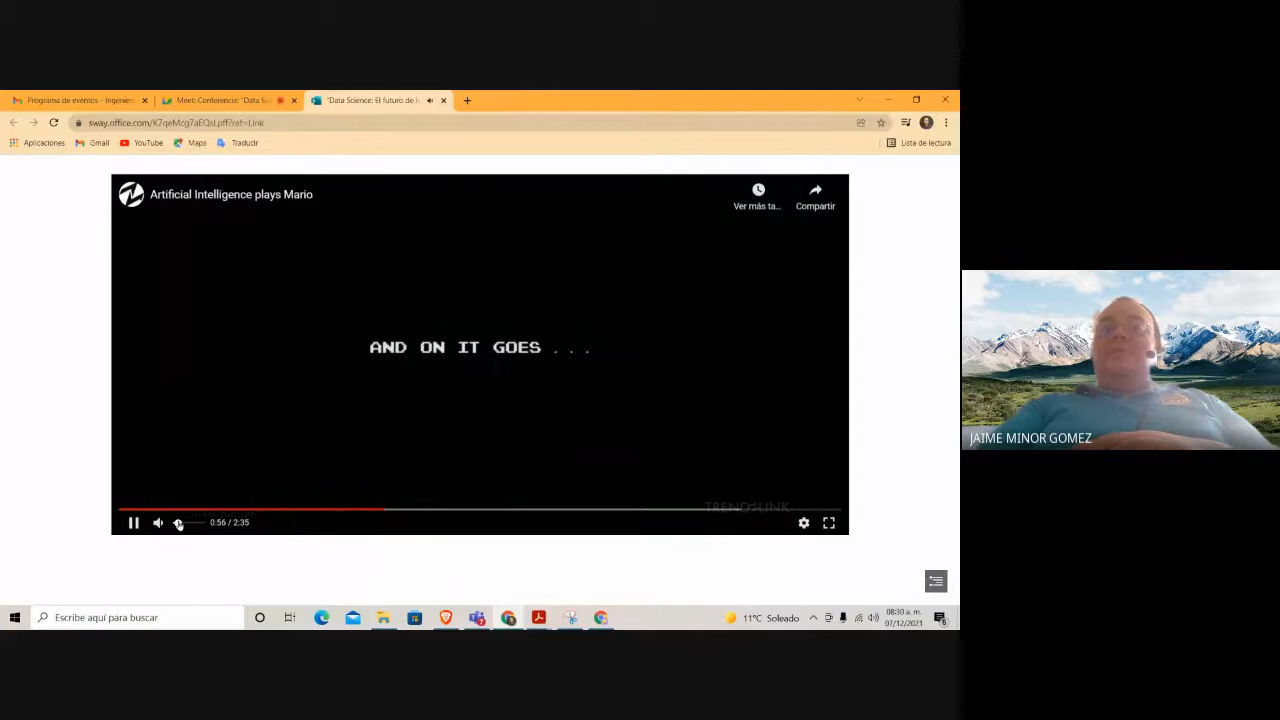 Programa de eventos - Ingenier
Meet: Conferencia: "Data Sc
"Data Science: El futuro de l
sway.office.com/K7qeMcg7aEQsLpff?ref=Link
Aplicaciones
Gmail
YouTube
Maps
Traducir
Lista de lectura
Artificial Intelligence plays Mario
Ver más ta...
Compartir
AND ON IT GOES . . .
JAIME MINOR GOMEZ
TRENDLINK
0:56 / 2:35
Escribe aquí para buscar
11°C Soleado
08:30 a. m.
07/12/2021
6